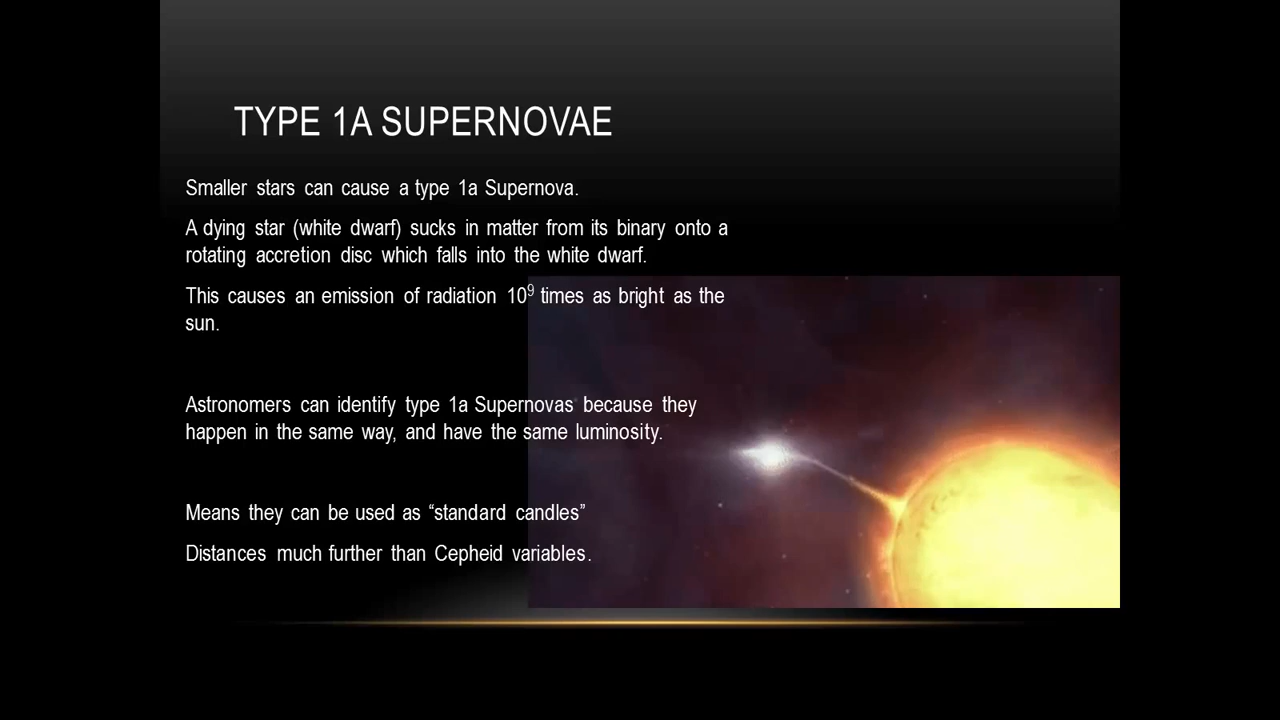 TYPE 1A SUPERNOVAE
Smaller stars can cause a type 1a Supernova.
A dying star (white dwarf) sucks in matter from its binary onto a
rotating accretion disc which falls into the white dwarf.
This causes an emission of radiation 10⁹ times as bright as the
sun.
Astronomers can identify type 1a Supernovas because they
happen in the same way, and have the same luminosity.
Means they can be used as “standard candles”
Distances much further than Cepheid variables.